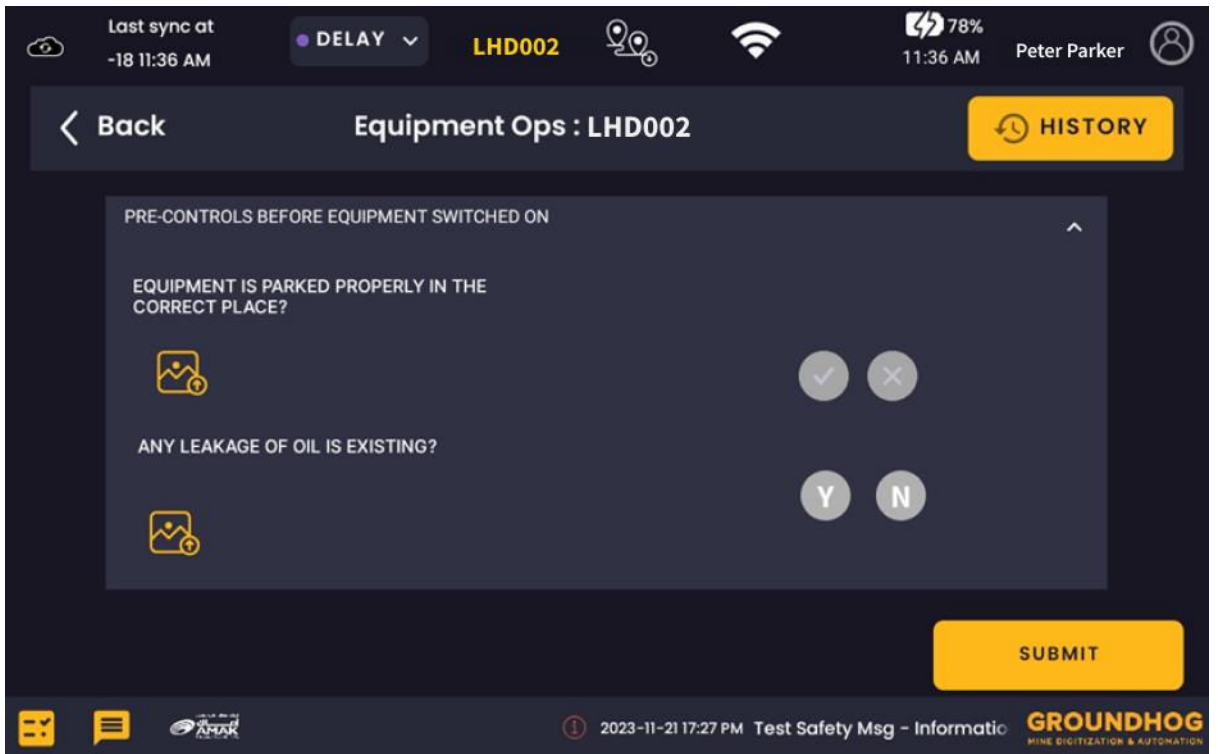 Last sync at
-18 11:36 AM
DELAY
LHD002
78%
11:36 AM
Peter Parker
Back
Equipment Ops : LHD002
HISTORY
PRE-CONTROLS BEFORE EQUIPMENT SWITCHED ON
EQUIPMENT IS PARKED PROPERLY IN THE
CORRECT PLACE?
ANY LEAKAGE OF OIL IS EXISTING?
Y N
SUBMIT
AMAK
2023-11-21 17:27 PM Test Safety Msg - Informatio
GROUNDHOG
MINE DIGITIZATION & AUTOMATION